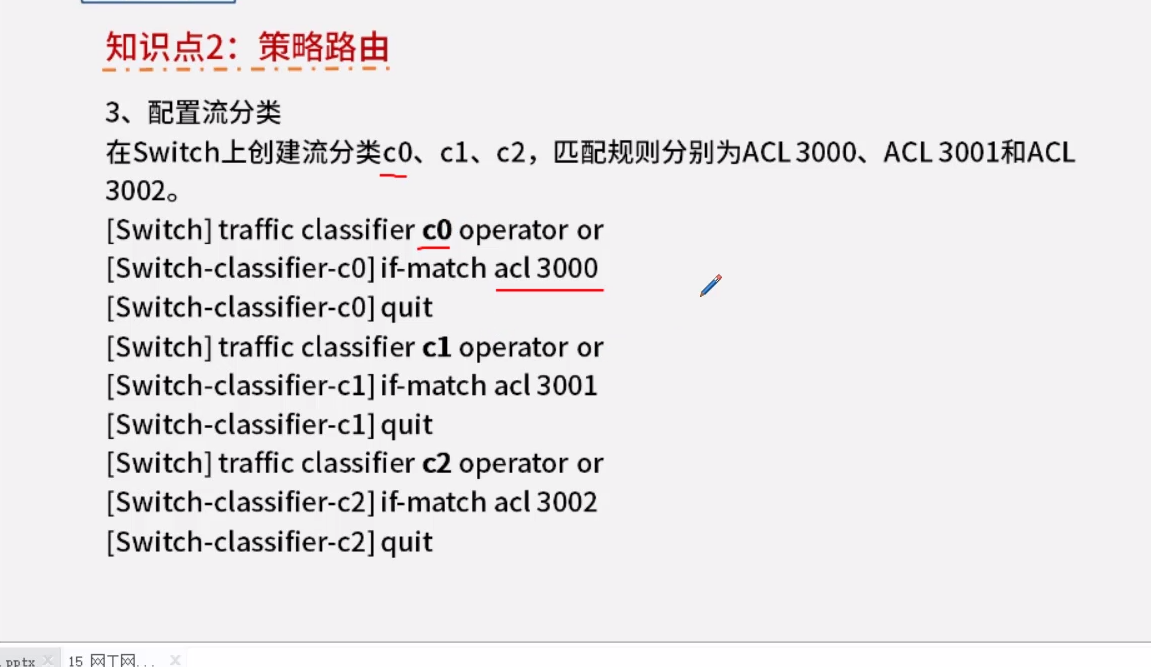 知识点2：策略路由
3、配置流分类
在Switch上创建流分类c0、c1、c2，匹配规则分别为ACL 3000、ACL 3001和ACL
3002。
[Switch] traffic classifier c0 operator or
[Switch-classifier-c0] if-match acl 3000
[Switch-classifier-c0] quit
[Switch] traffic classifier c1 operator or
[Switch-classifier-c1] if-match acl 3001
[Switch-classifier-c1] quit
[Switch] traffic classifier c2 operator or
[Switch-classifier-c2] if-match acl 3002
[Switch-classifier-c2] quit
.pptx 15 网工网...